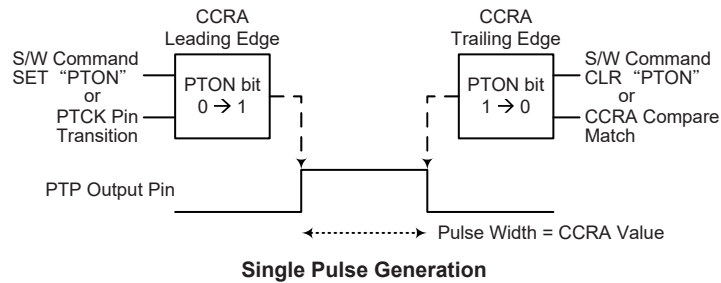 CCRA
Leading Edge
S/W Command
SET “PTON”
or
PTCK Pin
Transition
PTON bit
0 → 1
CCRA
Trailing Edge
PTON bit
1 → 0
S/W Command
CLR “PTON”
or
CCRA Compare
Match
PTP Output Pin
Pulse Width = CCRA Value
Single Pulse Generation